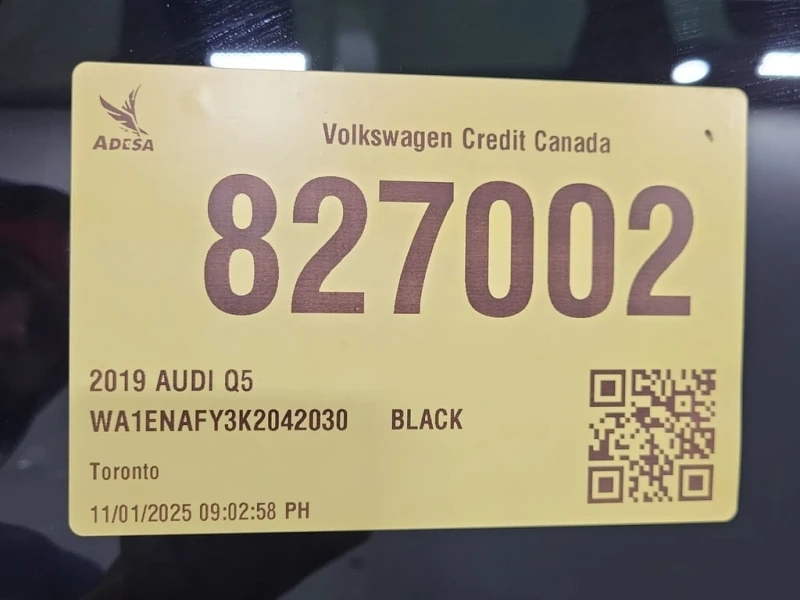 ADESA
Volkswagen Credit Canada
827002
2019 AUDI Q5
WA1ENAFY3K2042030 BLACK
Toronto
11/01/2025 09:02:58 PH